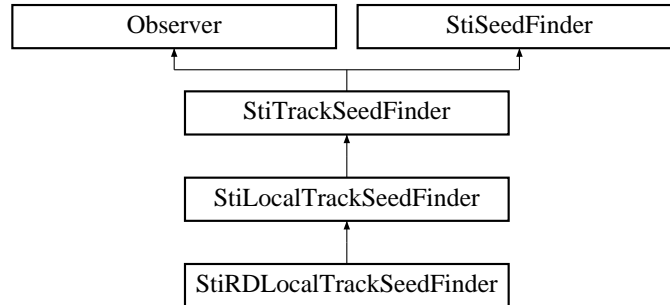 Observer
StiSeedFinder
StiTrackSeedFinder
StiLocalTrackSeedFinder
StiRDLocalTrackSeedFinder